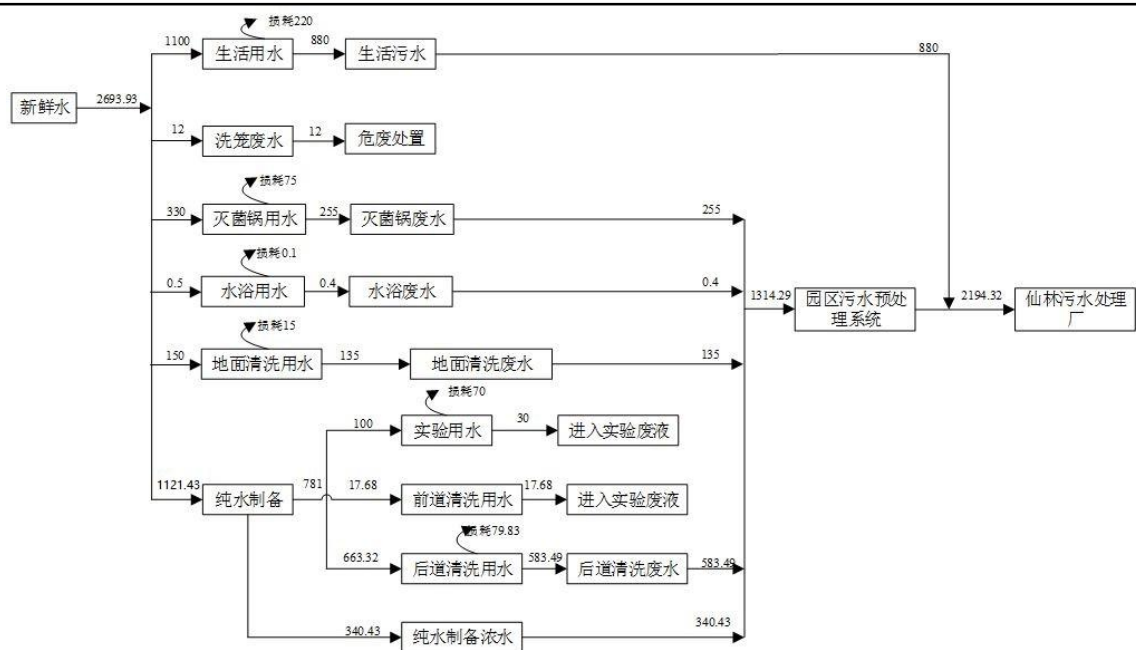 损耗220
1100
生活用水
880
生活污水
880
新鲜水
2693.93
12
洗笼废水
12
危废处置
损耗75
330
灭菌锅用水
255
灭菌锅废水
255
损耗0.1
0.5
水浴用水
0.4
水浴废水
0.4
1314.29
园区污水预处
理系统
2194.32
仙林污水处理
厂
损耗15
150
地面清洗用水
135
地面清洗废水
135
损耗70
100
实验用水
30
进入实验废液
1121.43
纯水制备
781
17.68
前道清洗用水
17.68
进入实验废液
损耗79.83
663.32
后道清洗用水
583.49
后道清洗废水
583.49
340.43
纯水制备浓水
340.43